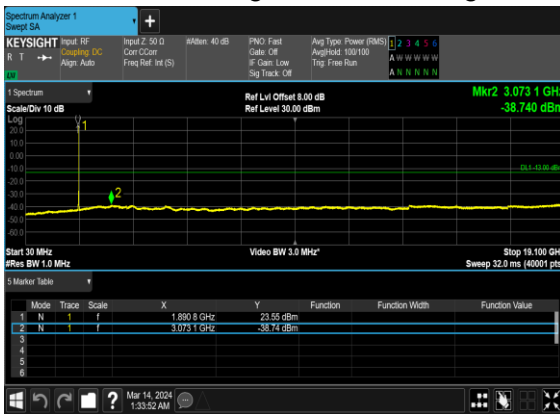 Spectrum Analyzer 1
Swept SA
KEYSIGHT
R T
LV
Input: RF
Coupling: DC
Align: Auto
Input Z: 50 Ω
Corr CCorr
Freq Ref: Int (S)
#Atten: 40 dB
PNO: Fast
Gate: Off
IF Gain: Low
Sig Track: Off
Avg Type: Power (RMS)
Avg|Hold: 100/100
Trig: Free Run
1 2 3 4 5 6
A W W W W W
A N N N N N
1 Spectrum
Scale/Div 10 dB
Ref Lvl Offset 8.00 dB
Ref Level 30.00 dBm
Mkr2 3.073 1 GHz
-38.740 dBm
Log
20.0
10.0
0.00
-10.0
-20.0
-30.0
-40.0
-50.0
-60.0
1
2
DL1 -13.00 dBm
Start 30 MHz
#Res BW 1.0 MHz
Video BW 3.0 MHz*
Stop 19.100 GHz
Sweep 32.0 ms (40001 pts)
5 Marker Table
Mode Trace Scale X Y Function Function Width Function Value
1 N 1 f 1.890 8 GHz 23.55 dBm
2 N 1 f 3.073 1 GHz -38.74 dBm
3
4
5
6
? Mar 14, 2024
1:33:52 AM